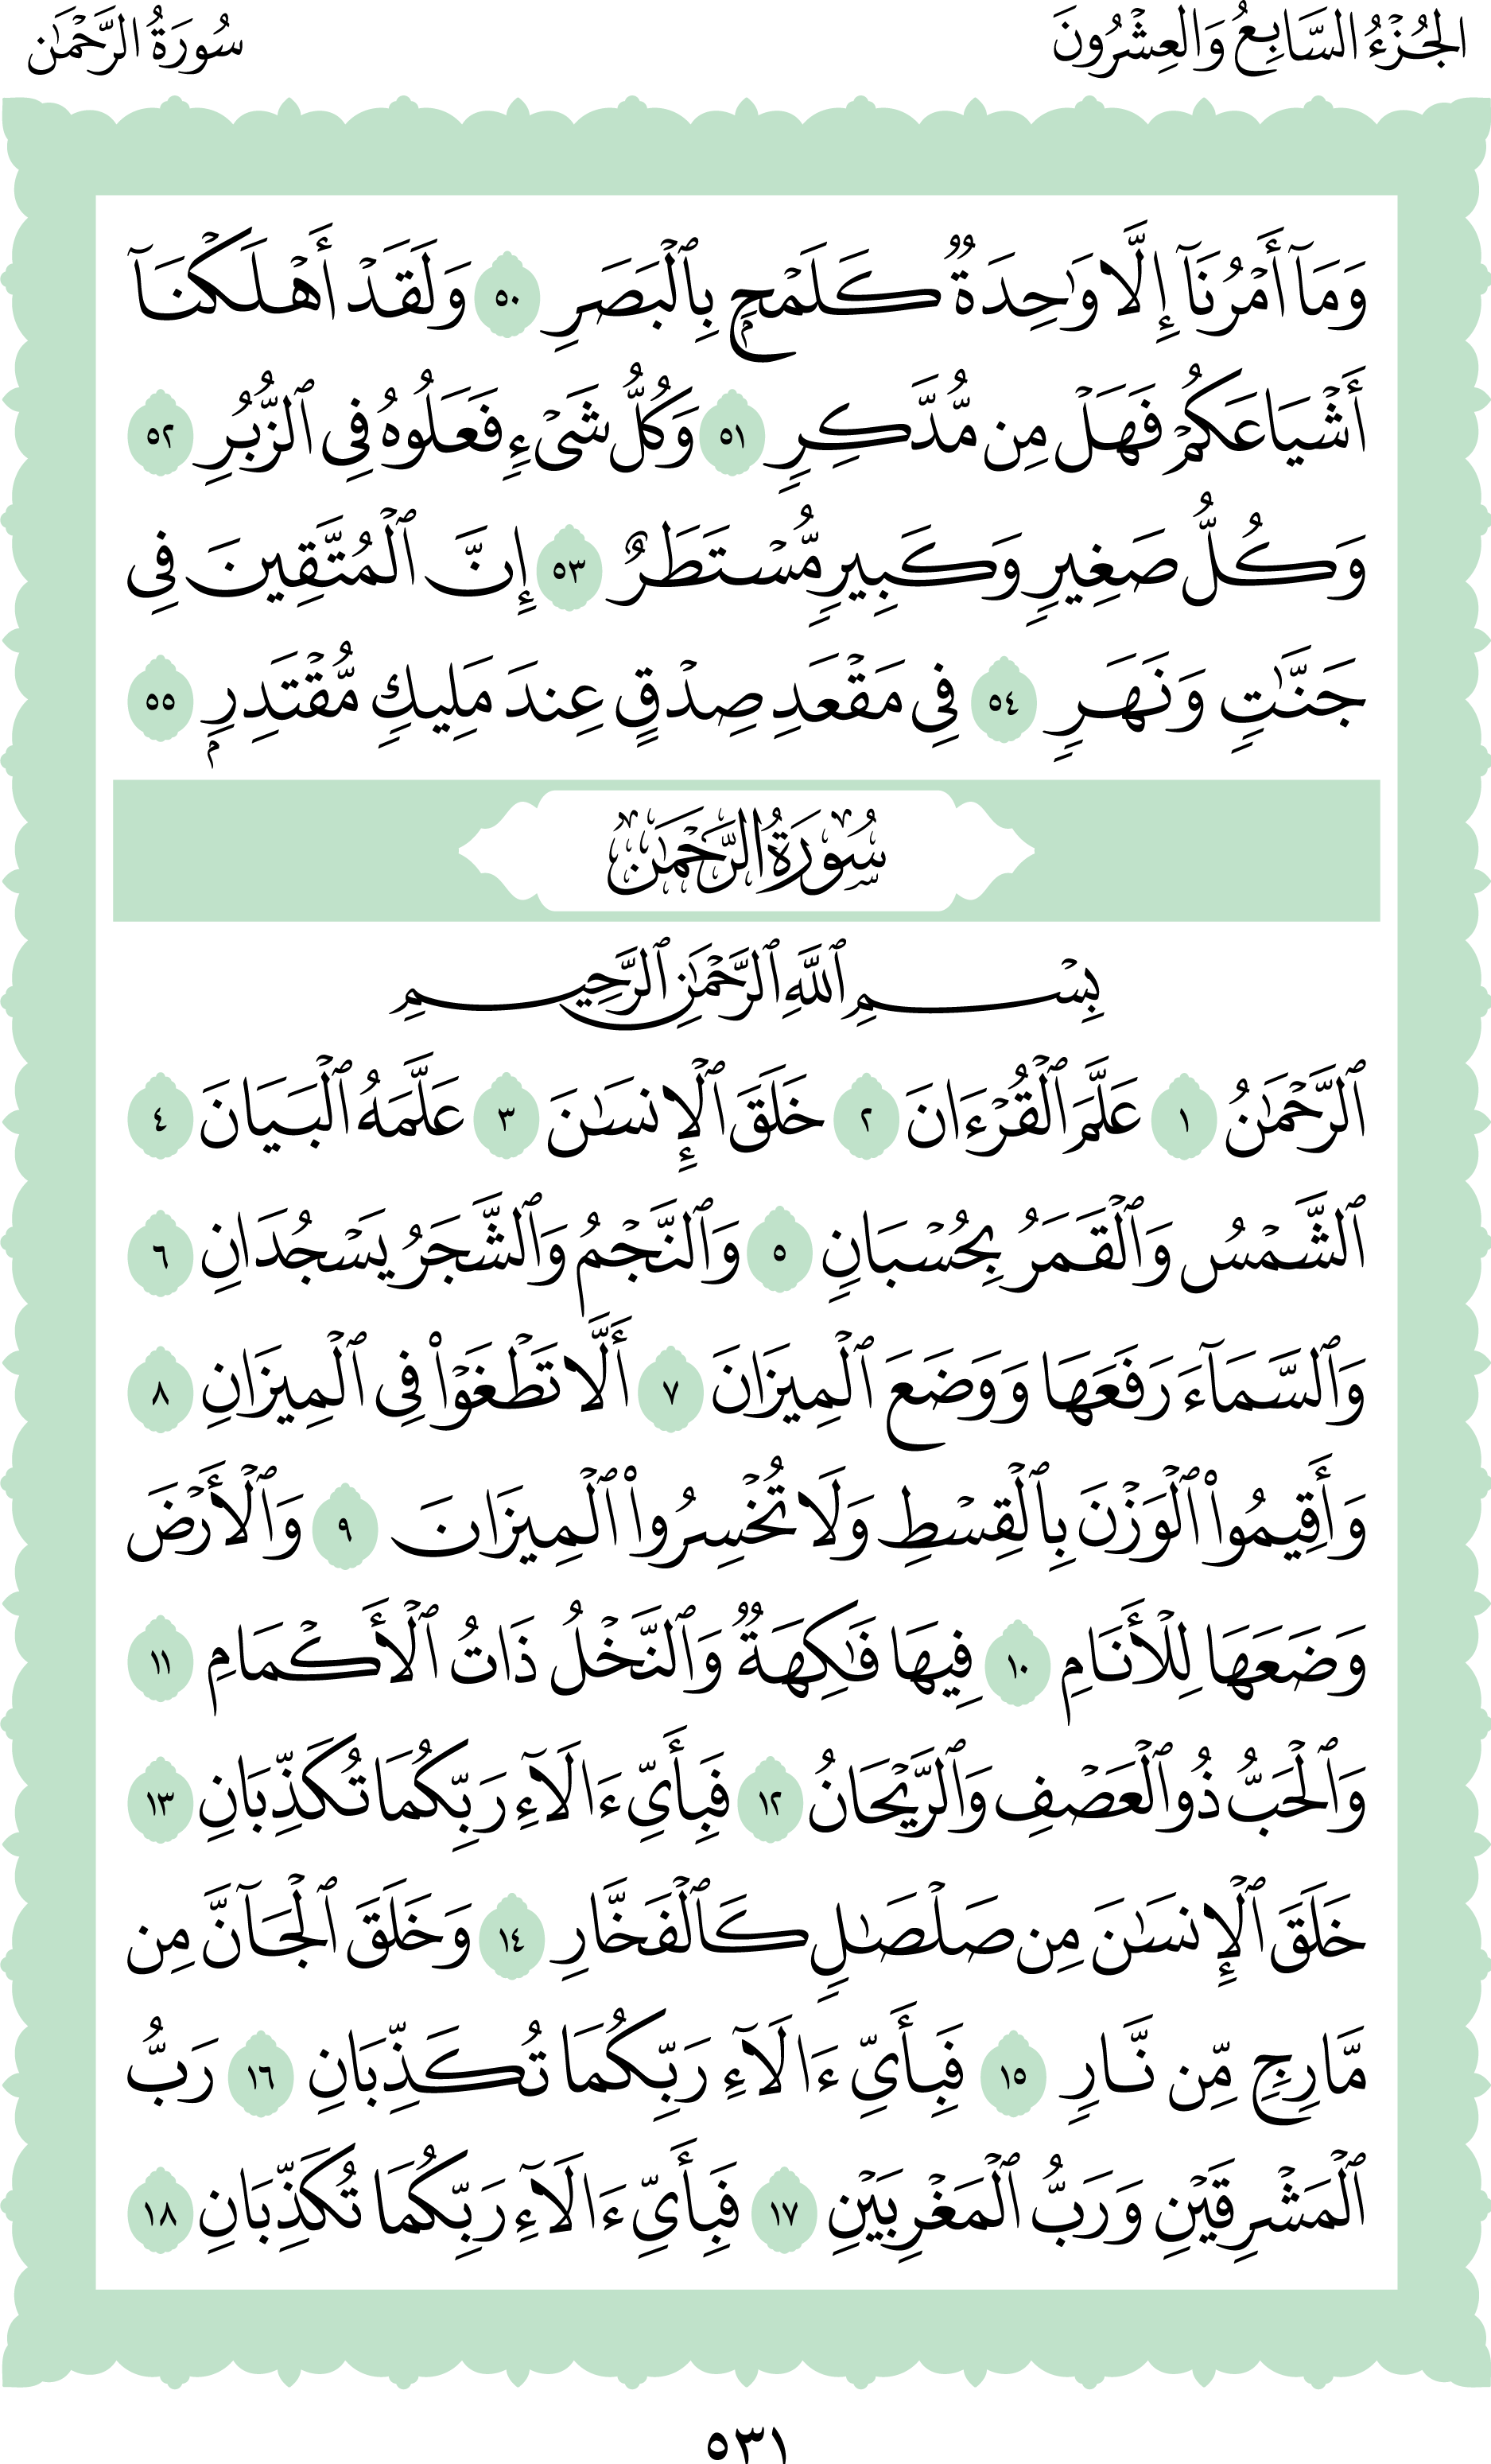 الجُزْءُ السَّابِعُ وَالعِشْرُونَ
سُورَةُ الرَّحْمَٰن
وَمَآ أَمْرُنَآ إِلَّا وَٰحِدَةٌ كَلَمْحٍۭ بِٱلْبَصَرِ ٥٠ وَلَقَدْ أَهْلَكْنَآ
أَشْيَاعَكُمْ فَهَلْ مِن مُّدَّكِرٍ ٥١ وَكُلُّ شَىْءٍ فَعَلُوهُ فِى ٱلزُّبُرِ ٥٢
وَكُلُّ صَغِيرٍ وَكَبِيرٍ مُّسْتَطَرٌ ٥٣ إِنَّ ٱلْمُتَّقِينَ فِى
جَنَّٰتٍ وَنَهَرٍ ٥٤ فِى مَقْعَدِ صِدْقٍ عِندَ مَلِيكٍ مُّقْتَدِرٍۭ ٥٥
سُورَةُ الرَّحْمَٰن
بِسْمِ ٱللَّهِ ٱلرَّحْمَٰنِ ٱلرَّحِيمِ
ٱلرَّحْمَٰنُ ١ عَلَّمَ ٱلْقُرْءَانَ ٢ خَلَقَ ٱلْإِنسَٰنَ ٣ عَلَّمَهُ ٱلْبَيَانَ ٤
ٱلشَّمْسُ وَٱلْقَمَرُ بِحُسْبَانٍ ٥ وَٱلنَّجْمُ وَٱلشَّجَرُ يَسْجُدَانِ ٦
وَٱلسَّمَآءَ رَفَعَهَا وَوَضَعَ ٱلْمِيزَانَ ٧ أَلَّا تَطْغَوْا۟ فِى ٱلْمِيزَانِ ٨
وَأَقِيمُوا۟ ٱلْوَزْنَ بِٱلْقِسْطِ وَلَا تُخْسِرُوا۟ ٱلْمِيزَانَ ٩ وَٱلْأَرْضَ
وَضَعَهَا لِلْأَنَامِ ١٠ فِيهَا فَٰكِهَةٌ وَٱلنَّخْلُ ذَاتُ ٱلْأَكْمَامِ ١١
وَٱلْحَبُّ ذُو ٱلْعَصْفِ وَٱلرَّيْحَانُ ١٢ فَبِأَىِّ ءَالَآءِ رَبِّكُمَا تُكَذِّبَانِ ١٣
خَلَقَ ٱلْإِنسَٰنَ مِن صَلْصَٰلٍ كَٱلْفَخَّارِ ١٤ وَخَلَقَ ٱلْجَآنَّ مِن
مَّارِجٍ مِّن نَّارٍ ١٥ فَبِأَىِّ ءَالَآءِ رَبِّكُمَا تُكَذِّبَانِ ١٦ رَبُّ
ٱلْمَشْرِقَيْنِ وَرَبُّ ٱلْمَغْرِبَيْنِ ١٧ فَبِأَىِّ ءَالَآءِ رَبِّكُمَا تُكَذِّبَانِ ١٨
٥٣١